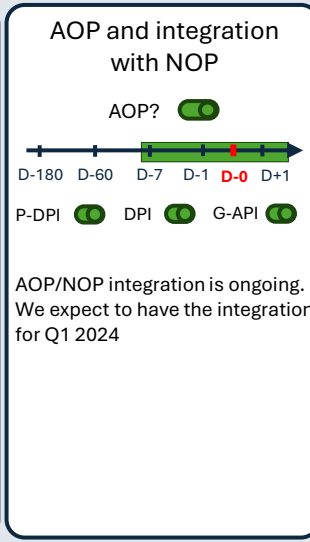 AOP and integration
with NOP
AOP?
D-180 D-60 D-7 D-1 D-0 D+1
P-DPI DPI G-API
AOP/NOP integration is ongoing.
We expect to have the integration
for Q1 2024